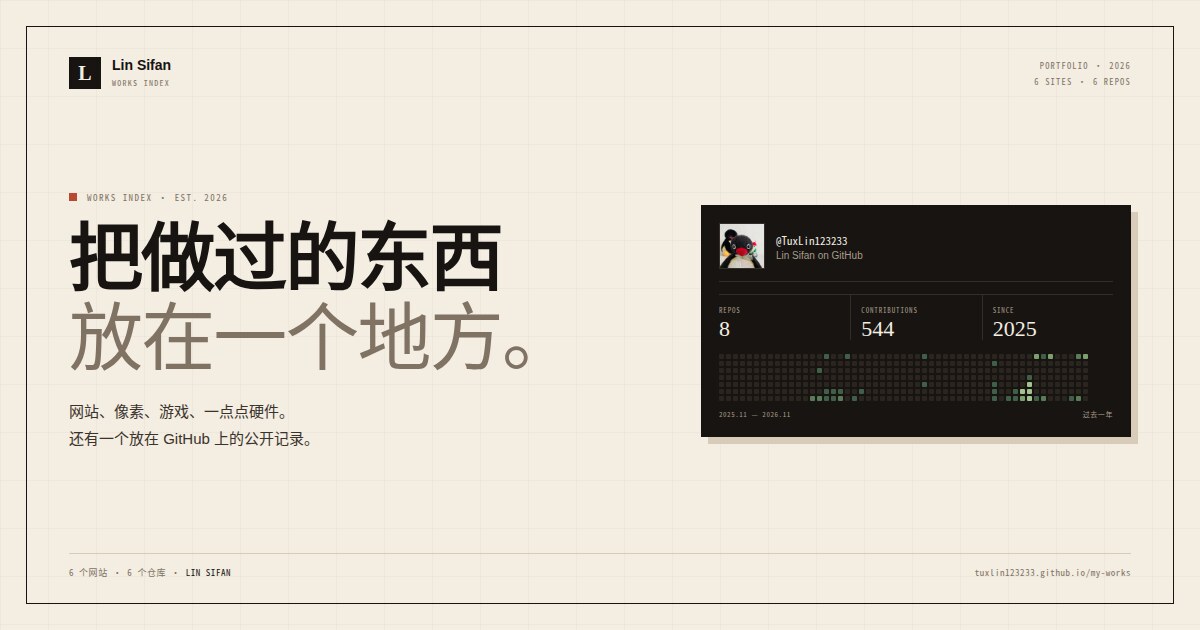 L
Lin Sifan
WORKS INDEX
PORTFOLIO · 2026
6 SITES · 6 REPOS
WORKS INDEX · EST. 2026
把做过的东西
放在一个地方。
网站、像素、游戏、一点点硬件。
还有一个放在 GitHub 上的公开记录。
@TuxLin123233
Lin Sifan on GitHub
REPOS
8
CONTRIBUTIONS
544
SINCE
2025
2025.11 — 2026.11
过去一年
6 个网站 · 6 个仓库 · LIN SIFAN
tuxlin123233.github.io/my-works